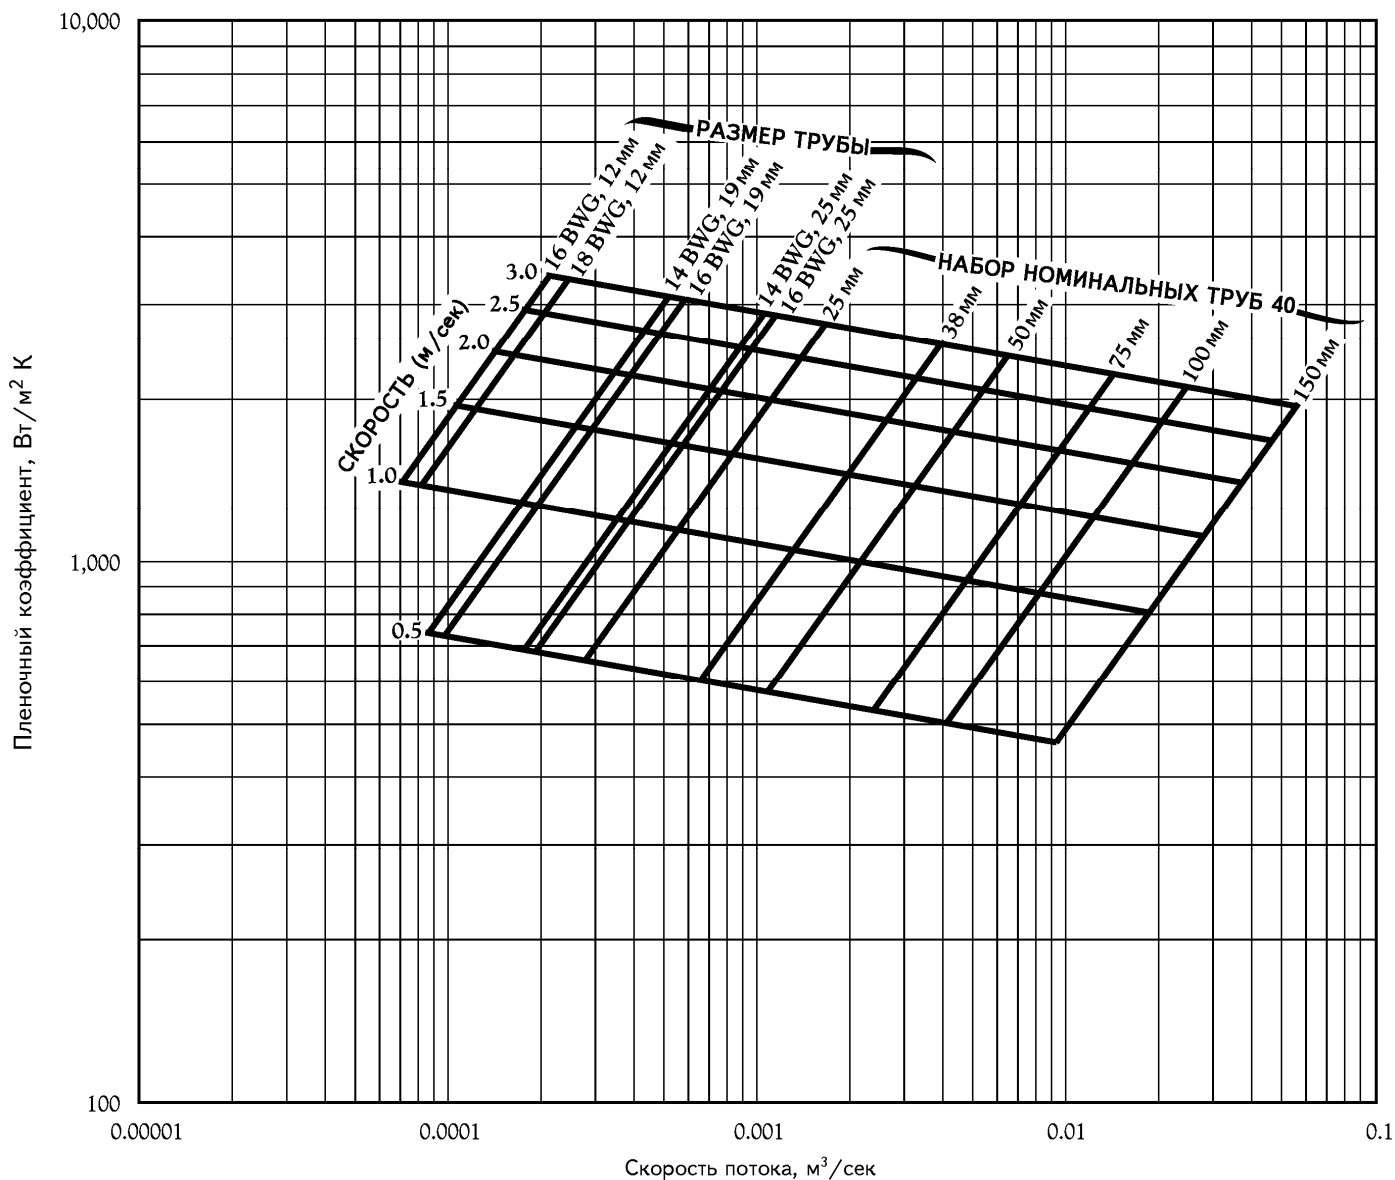 10,000
РАЗМЕР ТРУБЫ
16 BWG, 12 мм
18 BWG, 12 мм
14 BWG, 19 мм
16 BWG, 19 мм
14 BWG, 25 мм
16 BWG, 25 мм
НАБОР НОМИНАЛЬНЫХ ТРУБ 40
25 мм
38 мм
50 мм
75 мм
100 мм
150 мм
СКОРОСТЬ (м/сек)
3.0
2.5
2.0
1.5
1.0
0.5
Пленочный коэффициент, Вт/м² К
1,000
100
0.00001
0.0001
0.001
0.01
0.1
Скорость потока, м³/сек